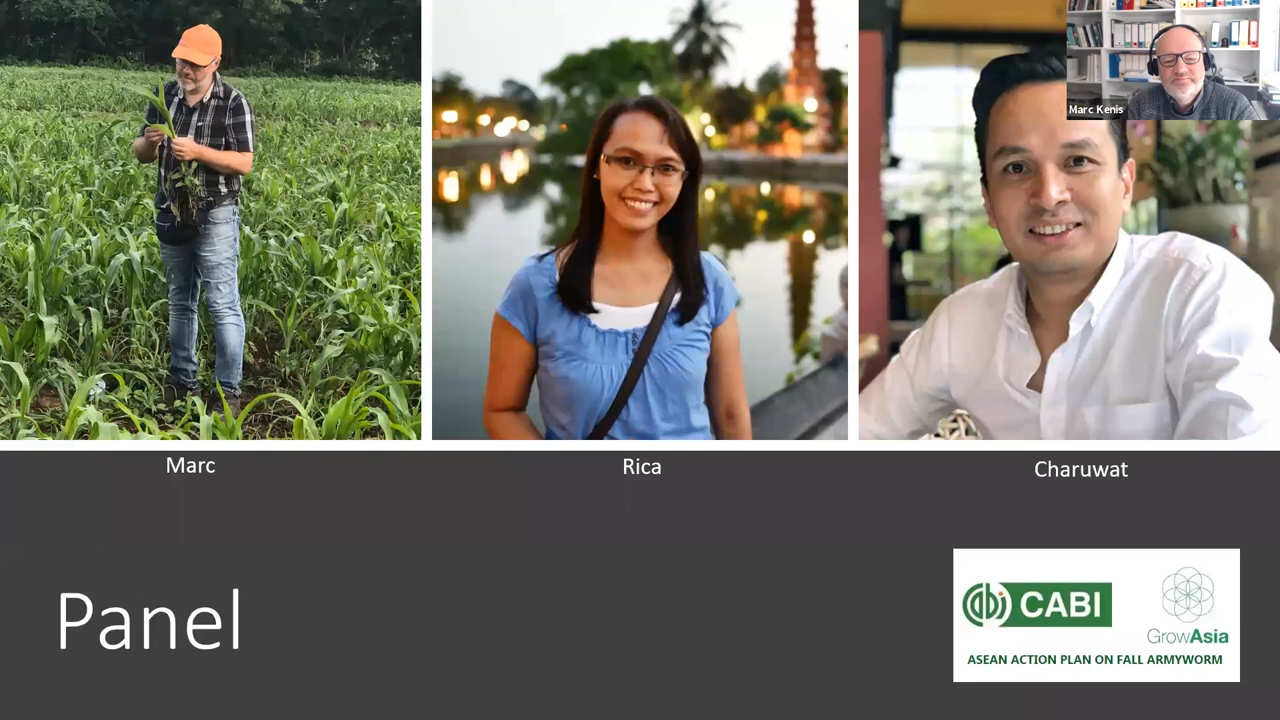 Marc Kenis
Marc
Rica
Charuwat
Panel
CABI
GrowAsia
ASEAN ACTION PLAN ON FALL ARMYWORM